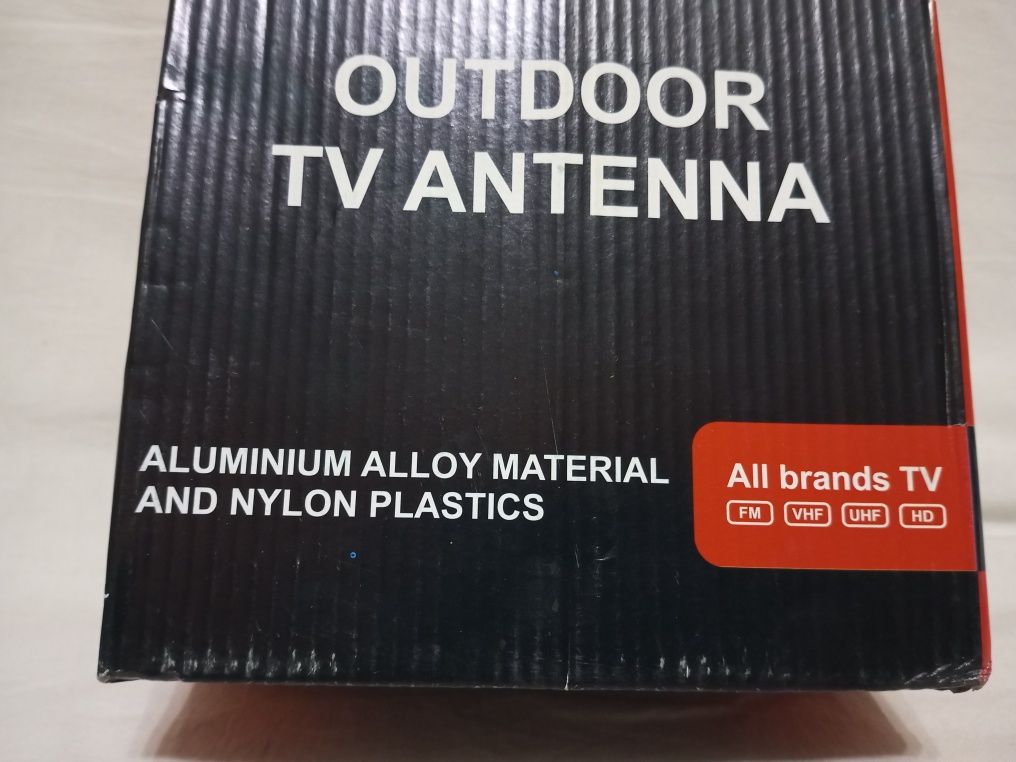 OUTDOOR
TV ANTENNA
ALUMINIUM ALLOY MATERIAL
AND NYLON PLASTICS
All brands TV
FM VHF UHF HD